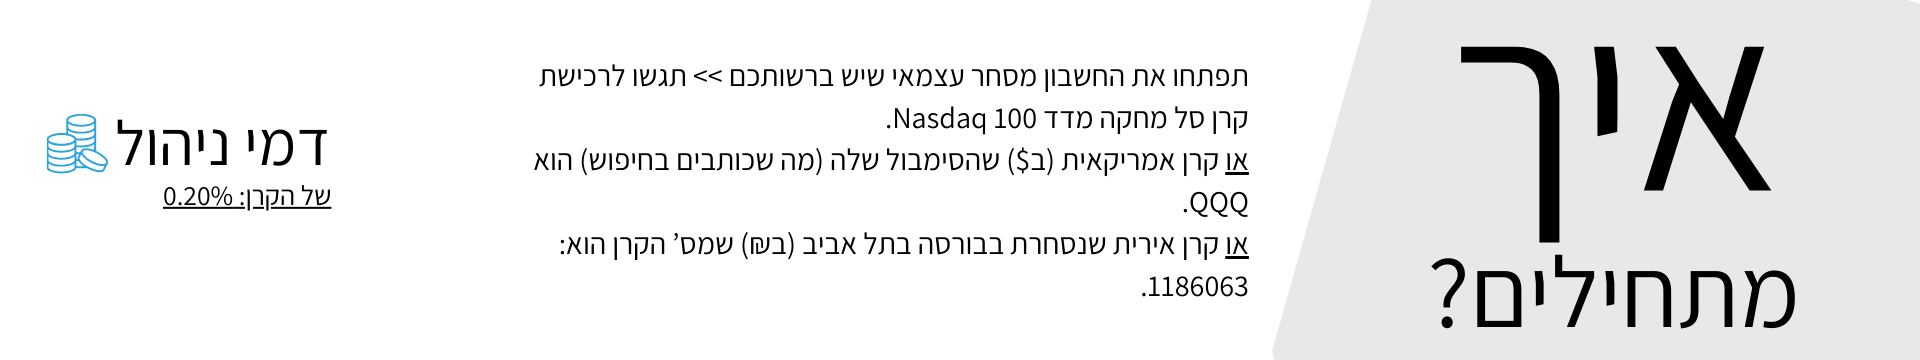 איך
מתחילים?
תפתחו את החשבון מסחר עצמאי שיש ברשותכם >> תגשו לרכישת
קרן סל מחקה מדד Nasdaq 100.
או קרן אמריקאית (ב$) שהסימבול שלה (מה שכותבים בחיפוש) הוא
QQQ.
או קרן אירית שנסחרת בבורסה בתל אביב (ב₪) שמס’ הקרן הוא:
1186063.
דמי ניהול
של הקרן: 0.20%